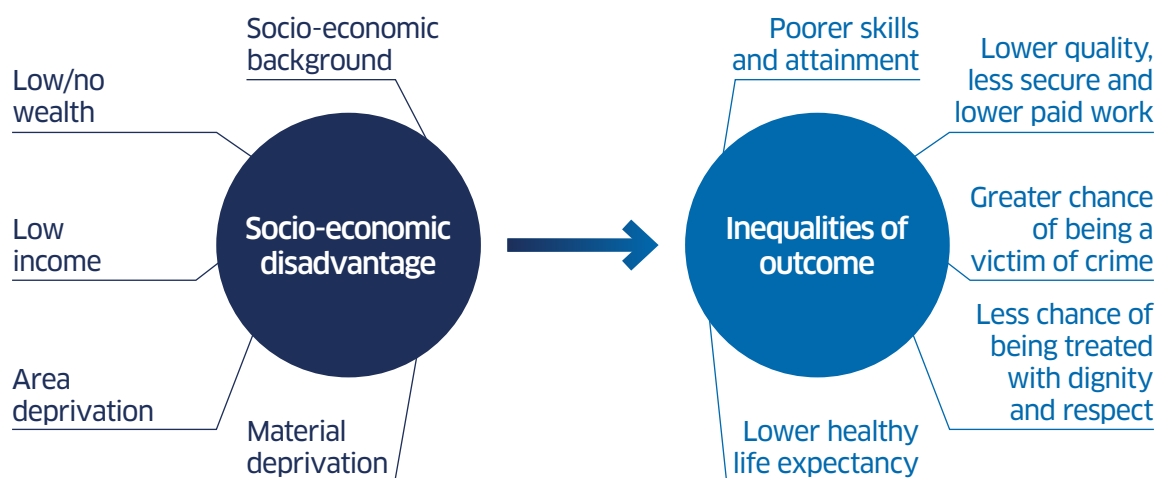 Socio-economic
background
Low/no
wealth
Low
income
Area
deprivation
Material
deprivation
Socio-economic
disadvantage
Inequalities of
outcome
Poorer skills
and attainment
Lower quality,
less secure and
lower paid work
Greater chance
of being a
victim of crime
Less chance of
being treated
with dignity
and respect
Lower healthy
life expectancy